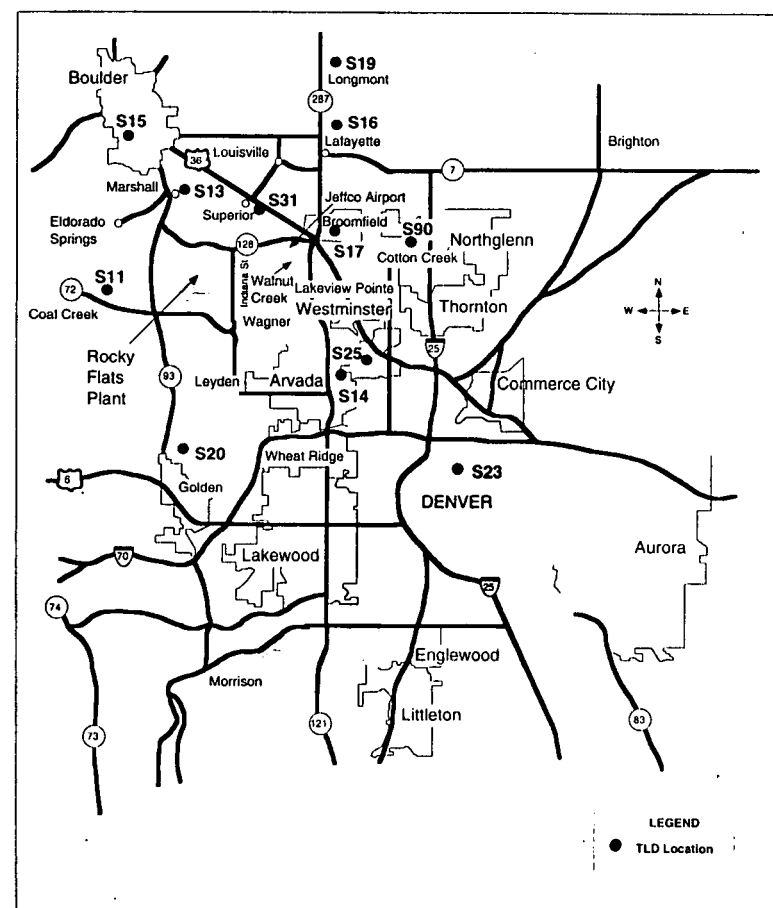 S19
Longmont
Boulder
287
S15
S16
Lafayette
Brighton
Louisville
36
7
Marshall
S13
Jeffco Airport
S31
Superior
Broomfield
S90
Northglenn
Eldorado
Springs
128
S17
Cotton Creek
S11
Indiana St
Walnut
Creek
Lakeview Pointe
72
Westminster
Thornton
N
W
E
S
Coal Creek
Wagner
Rocky
Flats
Plant
S25
25
93
Leyden
Arvada
S14
Commerce City
S20
Wheat Ridge
S23
6
Golden
DENVER
Aurora
70
Lakewood
25
74
Englewood
Morrison
Littleton
73
121
83
LEGEND
TLD Location